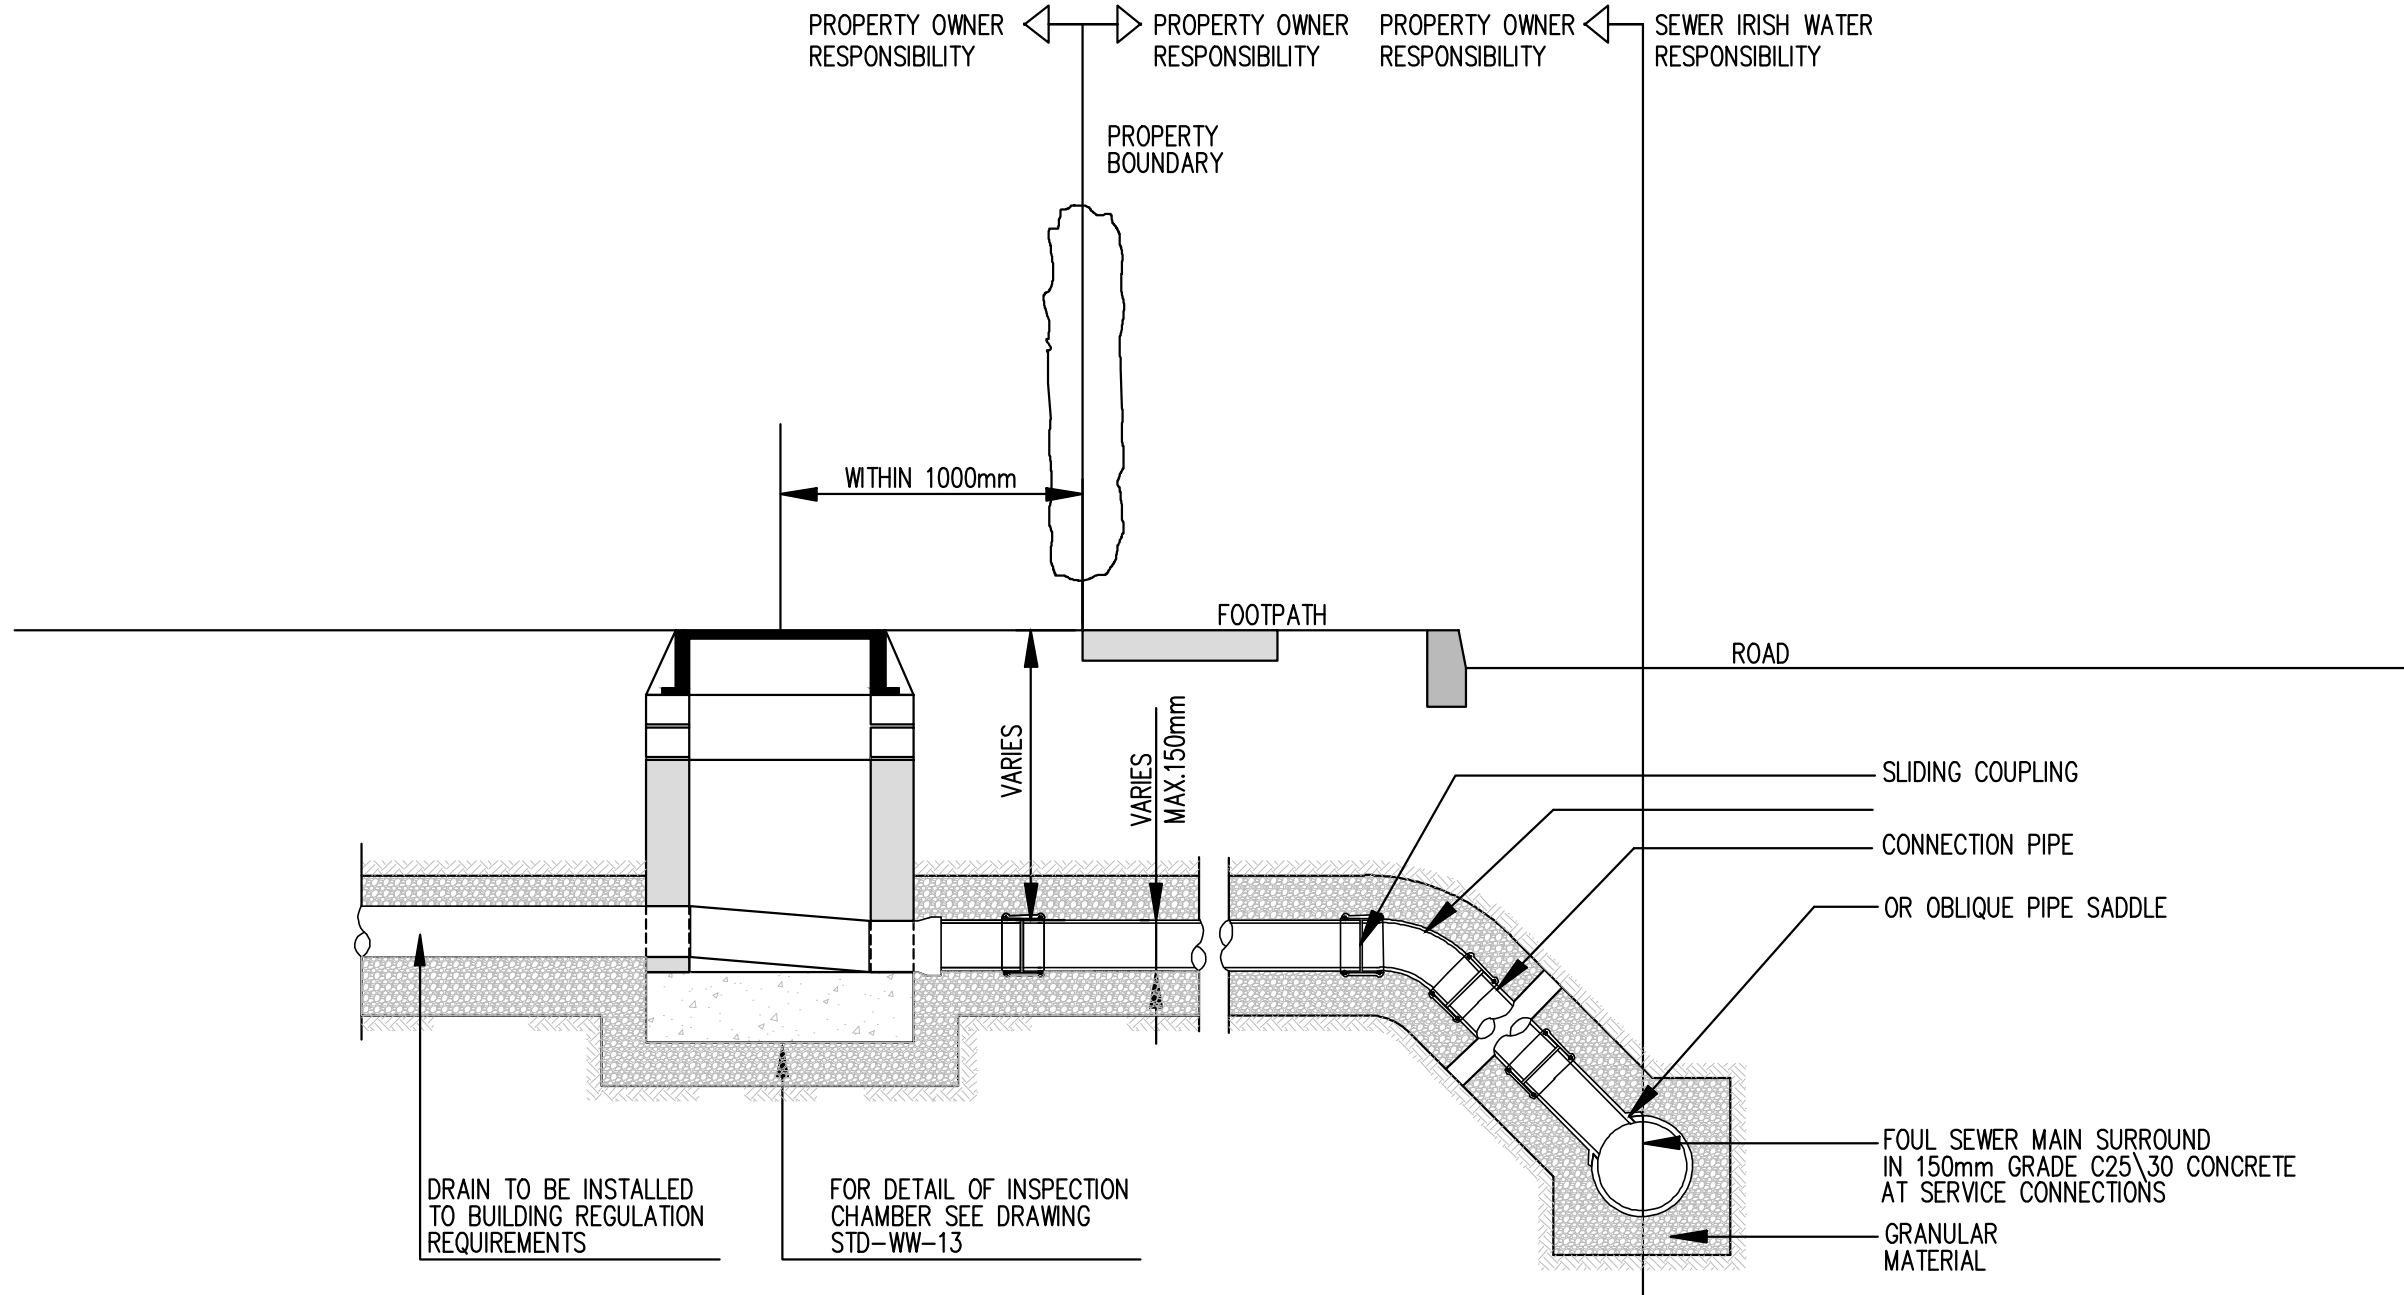 PROPERTY OWNER
RESPONSIBILITY
PROPERTY OWNER
RESPONSIBILITY
PROPERTY OWNER
RESPONSIBILITY
SEWER IRISH WATER
RESPONSIBILITY
PROPERTY
BOUNDARY
WITHIN 1000mm
FOOTPATH
ROAD
VARIES
VARIES
MAX.150mm
SLIDING COUPLING
CONNECTION PIPE
OR OBLIQUE PIPE SADDLE
FOUL SEWER MAIN SURROUND
IN 150mm GRADE C25\30 CONCRETE
AT SERVICE CONNECTIONS
GRANULAR
MATERIAL
DRAIN TO BE INSTALLED
TO BUILDING REGULATION
REQUIREMENTS
FOR DETAIL OF INSPECTION
CHAMBER SEE DRAWING
STD-WW-13